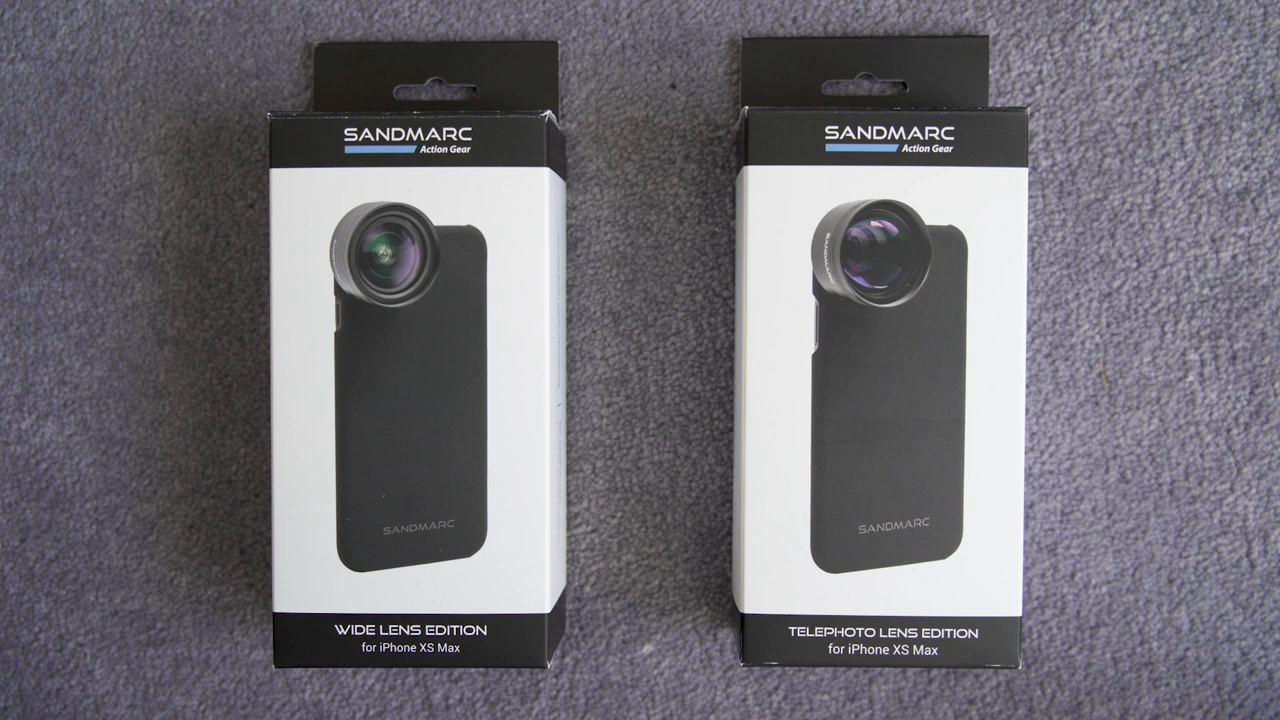 SANDMARC
Action Gear
SANDMARC
WIDE LENS EDITION
for iPhone XS Max
SANDMARC
Action Gear
SANDMARC
SANDMARC
TELEPHOTO LENS EDITION
for iPhone XS Max